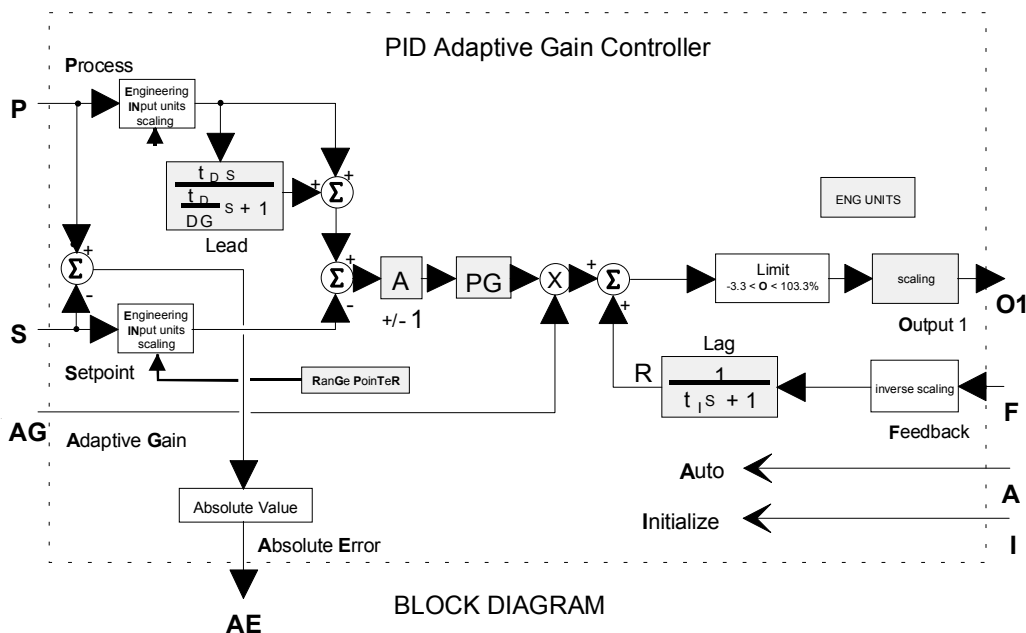 PID Adaptive Gain Controller
Process
P
Engineering
INput units
scaling
t D S
t D
DG
S + 1
Lead
+
+
Σ
ENG UNITS
+
Σ
-
+
Σ
-
A
+/- 1
PG
X
+
Σ
+
Limit
-3.3 < O < 103.3%
scaling
O1
Output 1
S
Engineering
INput units
scaling
Setpoint
RanGe PoinTeR
Lag
R
1
t I S + 1
inverse scaling
F
Feedback
AG
Adaptive Gain
Auto
A
Absolute Value
Initialize
I
Absolute Error
AE
BLOCK DIAGRAM